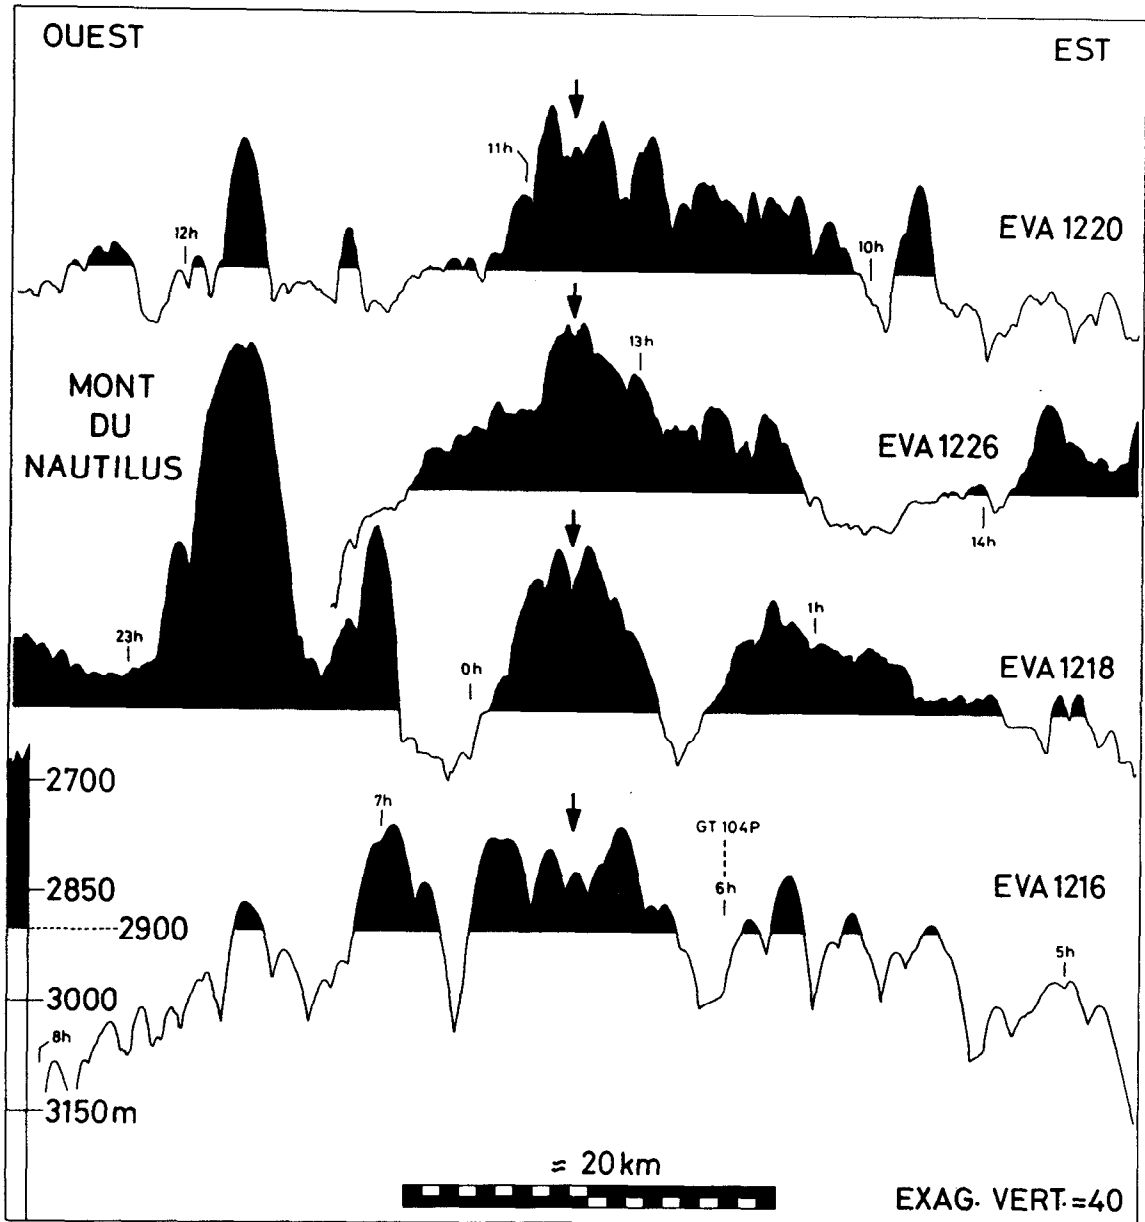 OUEST
EST
11h
12h
10h
EVA 1220
MONT
DU
NAUTILUS
13h
EVA 1226
14h
23h
0h
1h
EVA 1218
2700
7h
GT 104P
6h
2850
EVA 1216
2900
5h
3000
8h
3150 m
≈ 20 km
EXAG. VERT. = 40